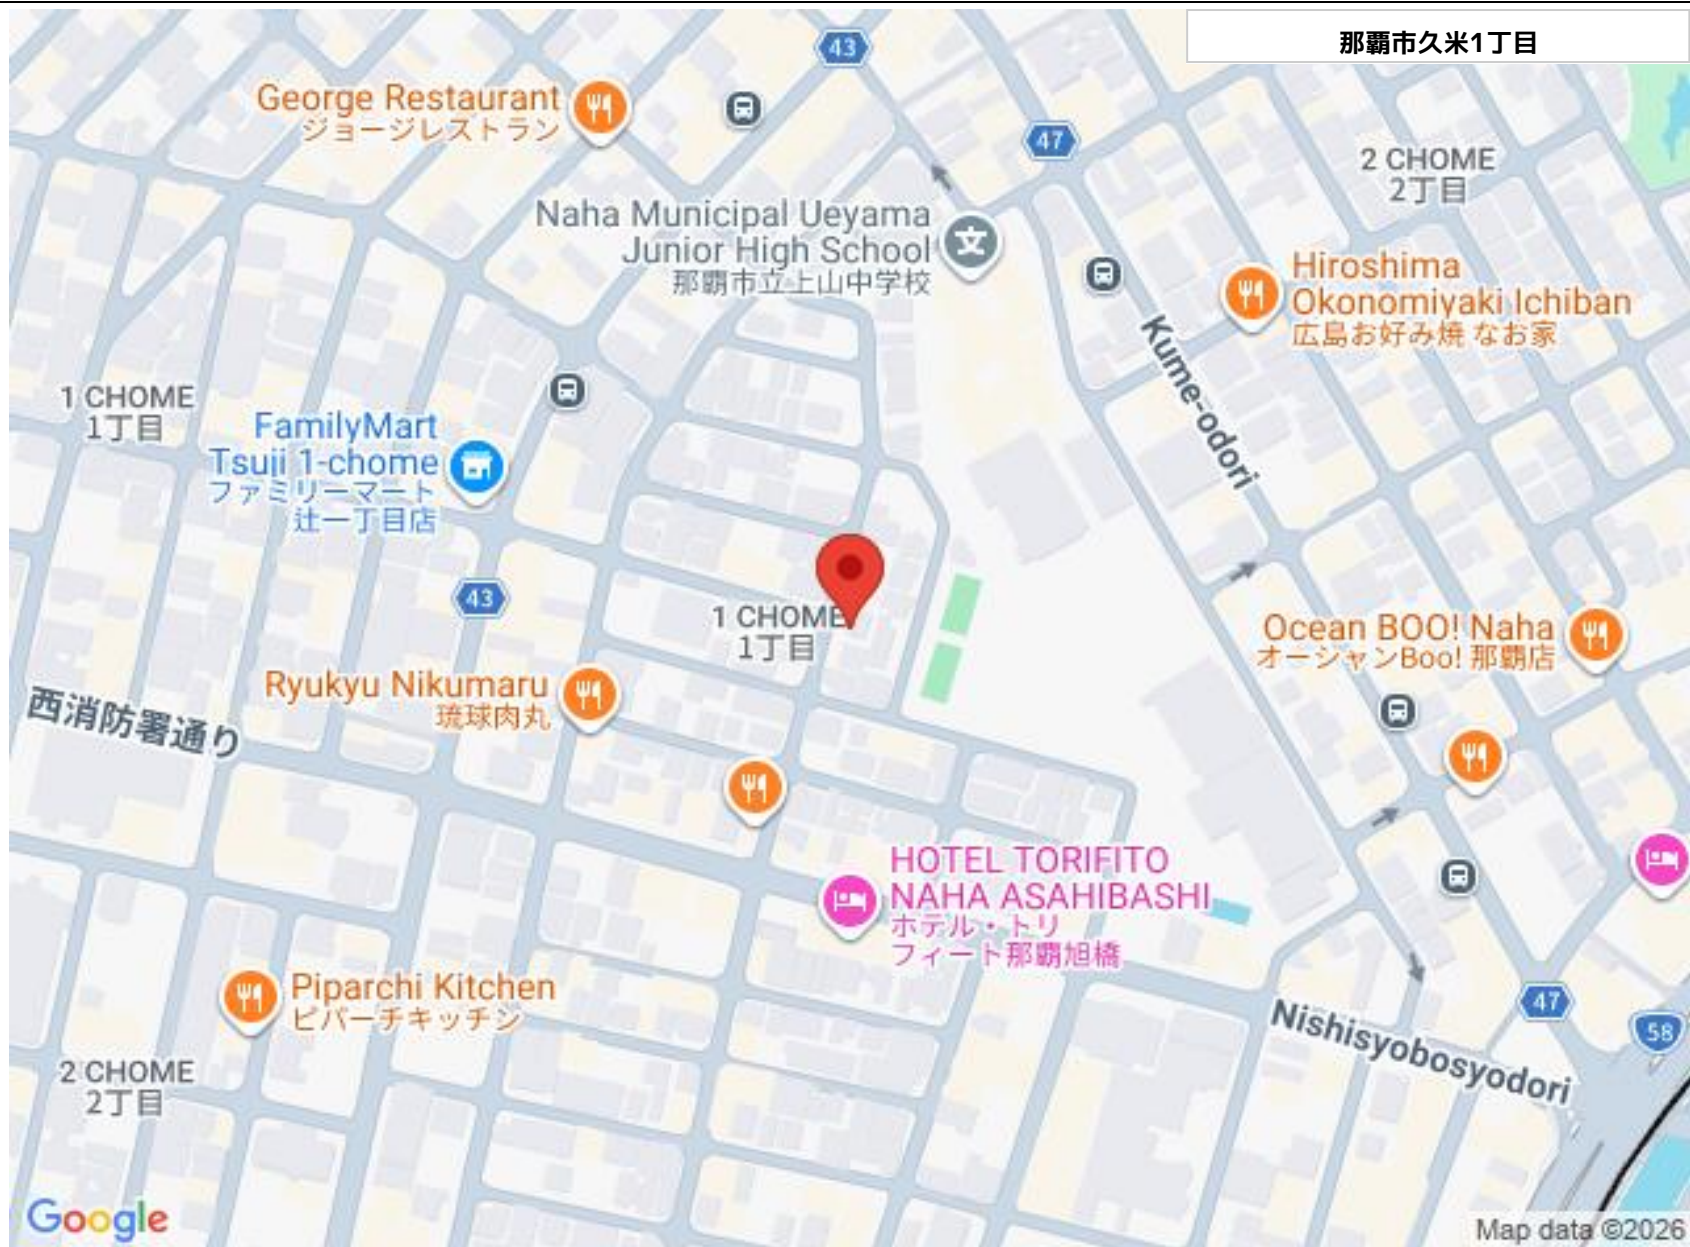 那覇市久米1丁目
43
George Restaurant
ジョージレストラン
47
2 CHOME
2丁目
Naha Municipal Ueyama
Junior High School
那覇市立上山中学校
文
Hiroshima
Okonomiyaki Ichiban
広島お好み焼 なお家
Kume-odori
1 CHOME
1丁目
FamilyMart
Tsuji 1-chome
ファミリーマート
辻一丁目店
43
1 CHOME
1丁目
Ocean BOO! Naha
オーシャンBoo! 那覇店
Ryukyu Nikumaru
琉球肉丸
西消防署通り
HOTEL TORIFITO
NAHA ASAHIBASHI
ホテル・トリ
フィート那覇旭橋
Piparchi Kitchen
ピパーチキッチン
47
58
Nishisyobosyodori
2 CHOME
2丁目
Google
Map data ©2026